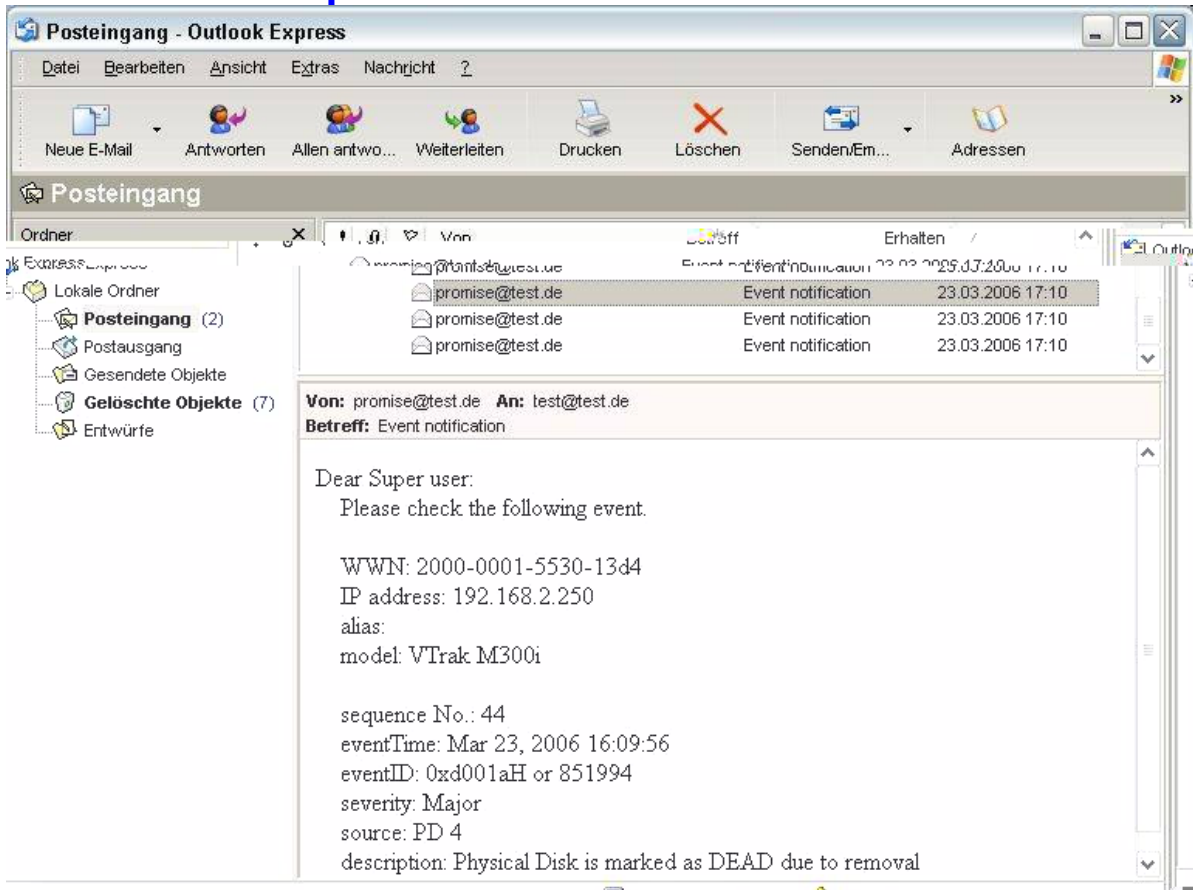 Posteingang - Outlook Express
Datei Bearbeiten Ansicht Extras Nachricht ?
Neue E-Mail Antworten Allen antwo... Weiterleiten Drucken Löschen Senden/Em... Adressen »
Posteingang
Ordner x ! Von Erhalten
Lokale Ordner
Posteingang (2)
Postausgang
Gesendete Objekte
Gelöschte Objekte (7)
Entwürfe
promise@test.de Event notification 23.03.2006 17:10
promise@test.de Event notification 23.03.2006 17:10
promise@test.de Event notification 23.03.2006 17:10
Von: promise@test.de An: test@test.de
Betreff: Event notification
Dear Super user:
Please check the following event.
WWN: 2000-0001-5530-13d4
IP address: 192.168.2.250
alias:
model: VTrak M300i
sequence No.: 44
eventTime: Mar 23, 2006 16:09:56
eventID: 0xd001aH or 851994
severity: Major
source: PD 4
description: Physical Disk is marked as DEAD due to removal